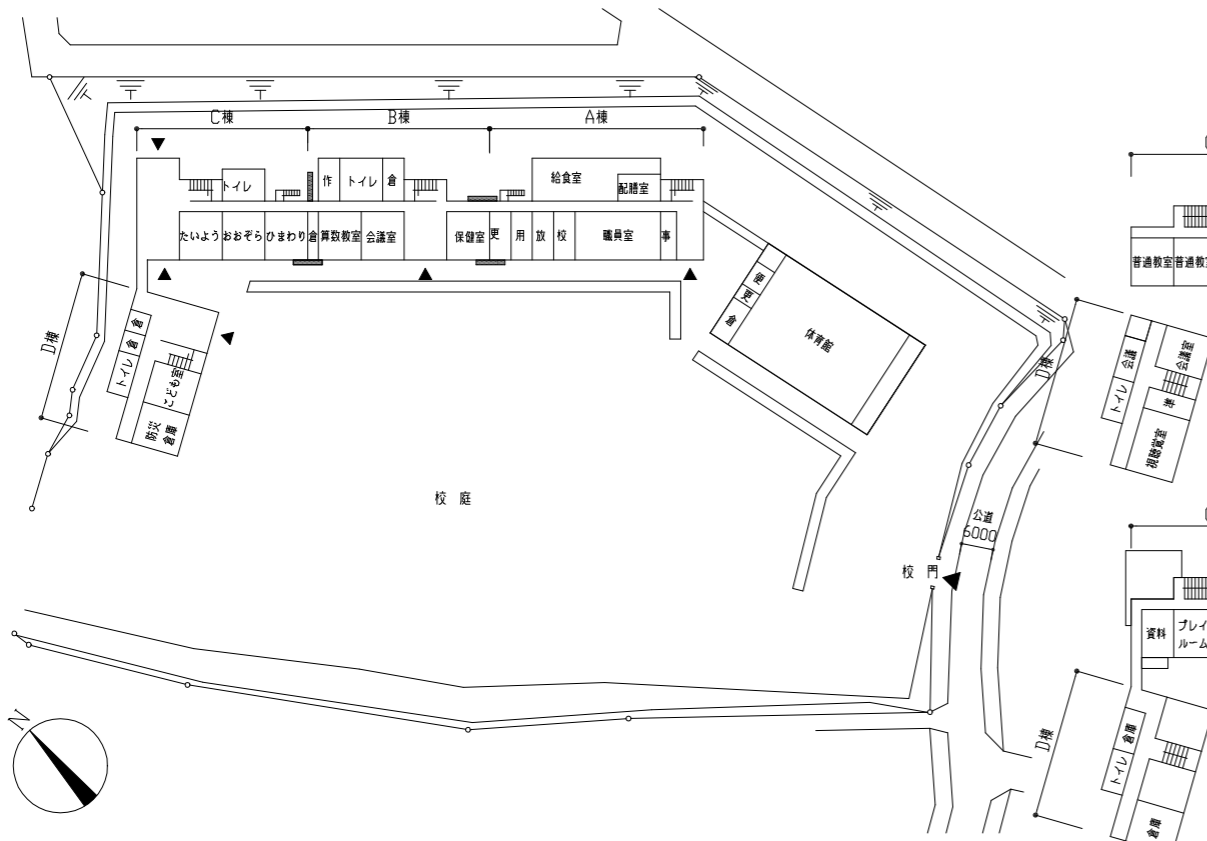 C棟
B棟
A棟
トイレ
作
トイレ
倉
給食室
配膳室
たいよう
おおぞら
ひまわり
倉
算数教室
会議室
保健室
更
用
放
校
職員室
事
便
更
倉
体育館
D棟
倉
倉
トイレ
こども室
防災
倉庫
校 庭
公道
6000
校 門
N
普通教室
普通教室
D棟
会議
トイレ
会議室
準
視聴覚室
資料
プレイ
ルーム
D棟
倉庫
トイレ
倉庫